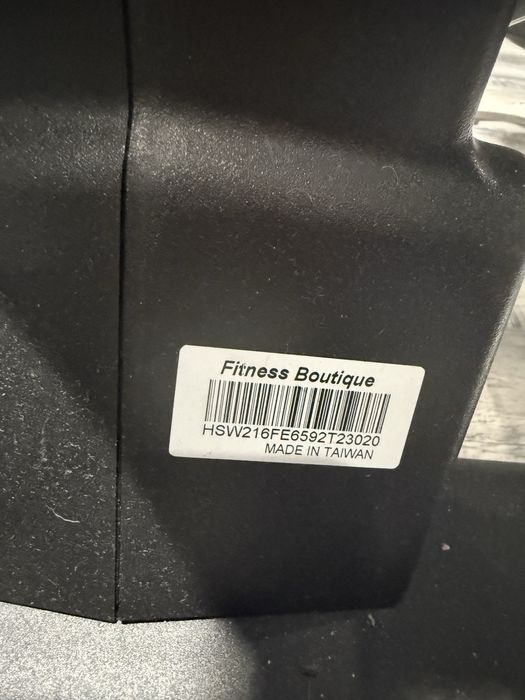 Fitness Boutique
HSW216FE6592T23020
MADE IN TAIWAN